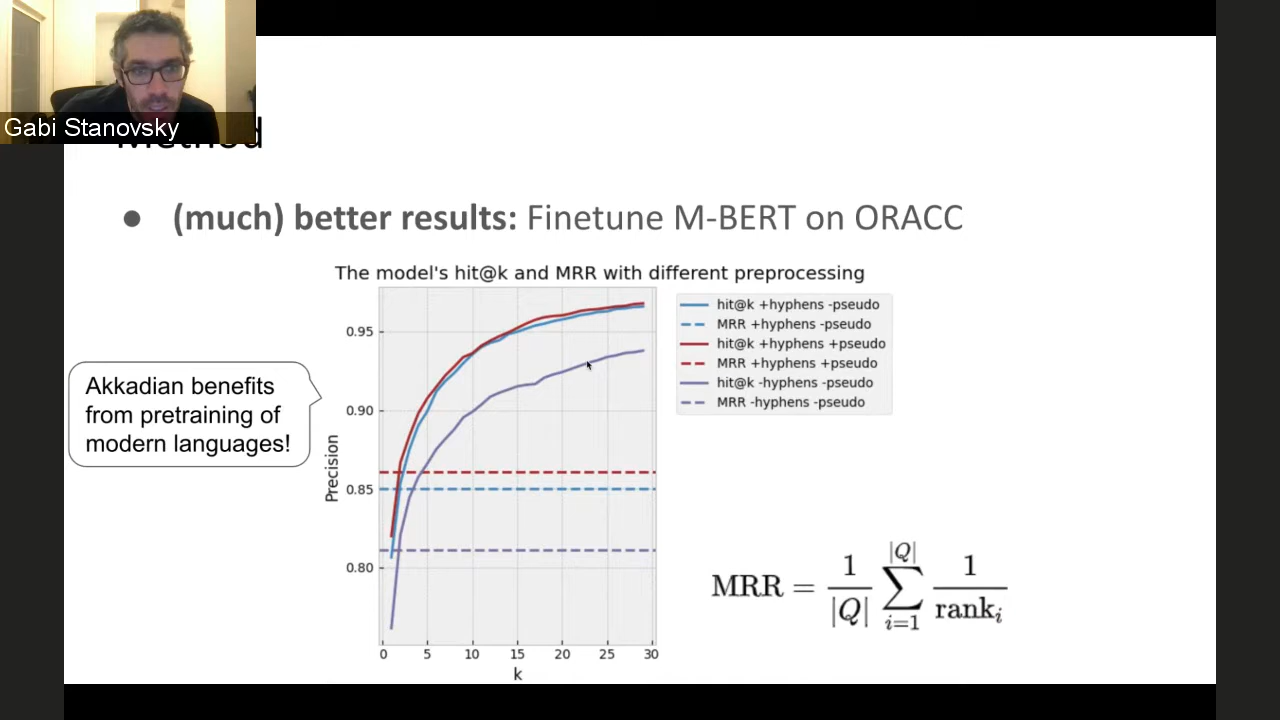 Gabi Stanovsky
Method
● (much) better results: Finetune M-BERT on ORACC
The model's hit@k and MRR with different preprocessing
hit@k +hyphens -pseudo
MRR +hyphens -pseudo
hit@k +hyphens +pseudo
MRR +hyphens +pseudo
hit@k -hyphens -pseudo
MRR -hyphens -pseudo
Akkadian benefits
from pretraining of
modern languages!
Precision
0.95
0.90
0.85
0.80
0 5 10 15 20 25 30
k
MRR = 1/|Q| ∑_{i=1}^{|Q|} 1/rank_i